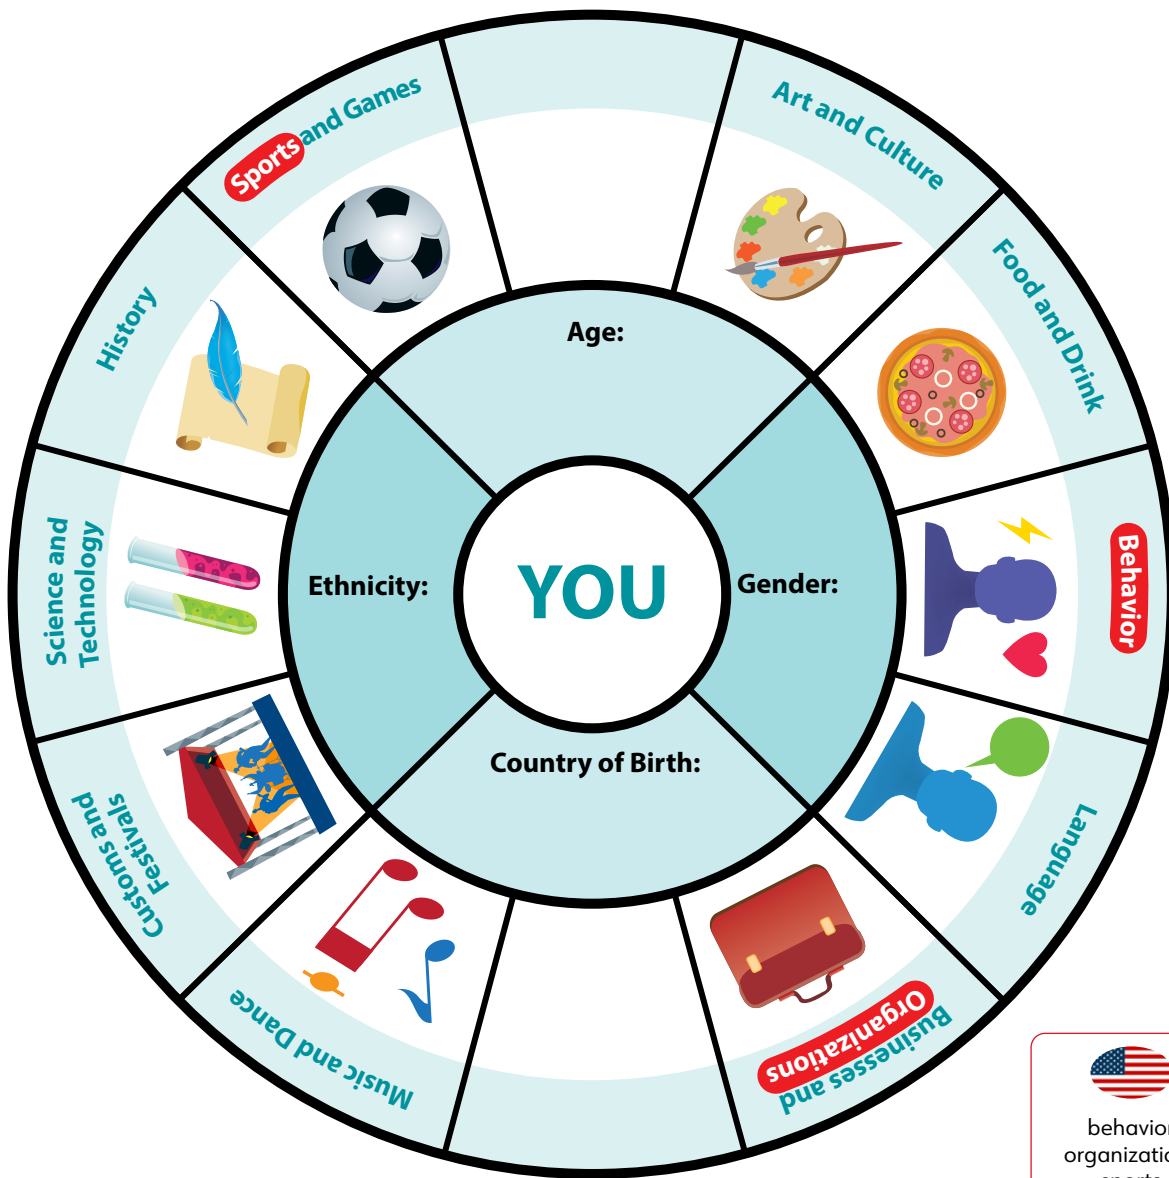 Sports and Games
Art and Culture
Food and Drink
Behavior
Language
Businesses and
Organizations
Music and Dance
Customs and
Festivals
Science and
Technology
History
Age:
Gender:
Country of Birth:
Ethnicity:
YOU
behavior